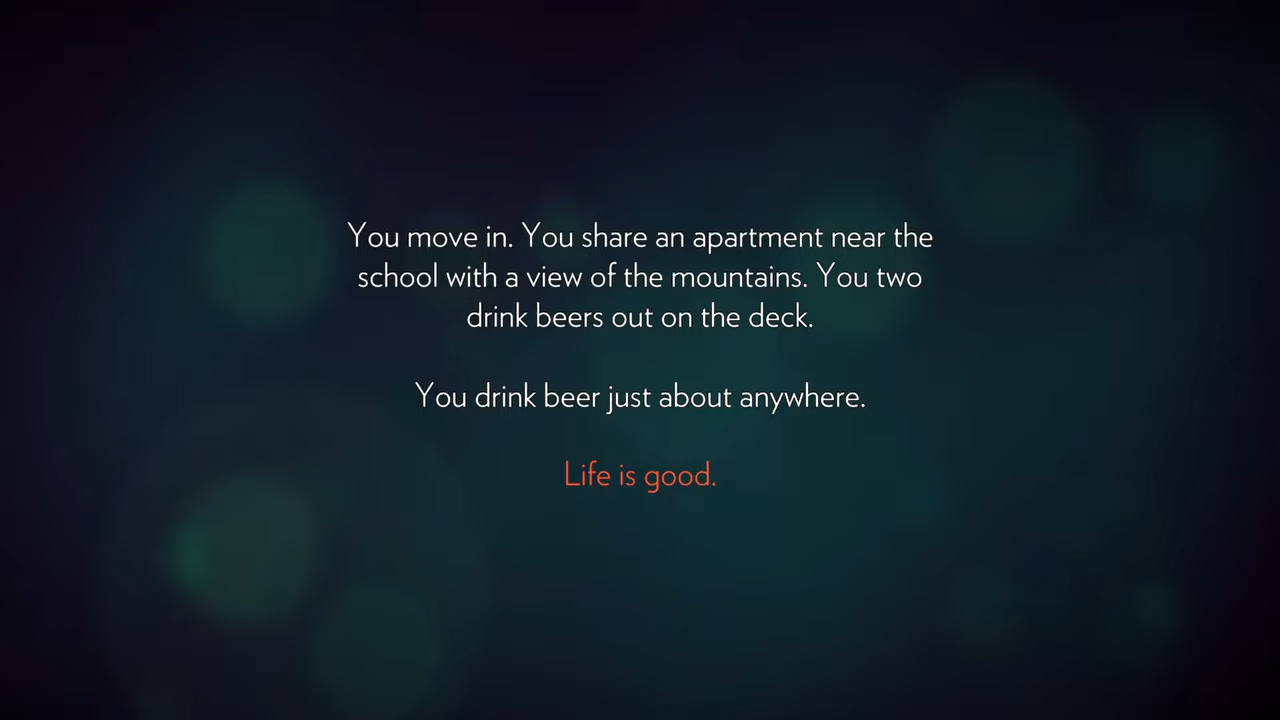 You move in. You share an apartment near the
school with a view of the mountains. You two
drink beers out on the deck.
You drink beer just about anywhere.
Life is good.